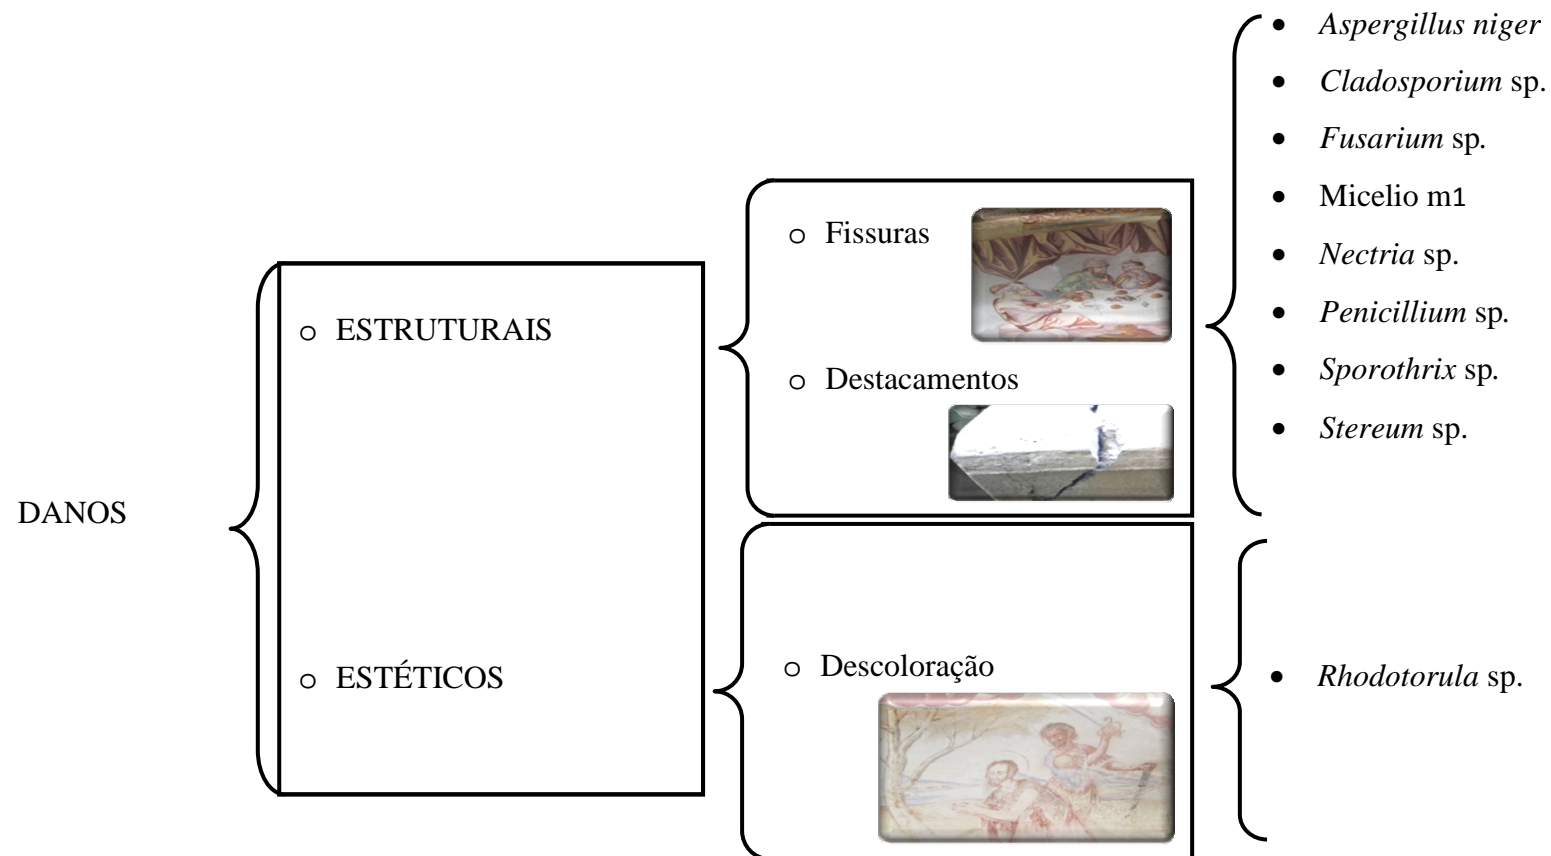 DANOS
ESTRUTURAIS
Fissuras
Destacamentos
Aspergillus niger
Cladosporium sp.
Fusarium sp.
Micelio m1
Nectria sp.
Penicillium sp.
Sporothrix sp.
Stereum sp.
ESTÉTICOS
Descoloração
Rhodotorula sp.